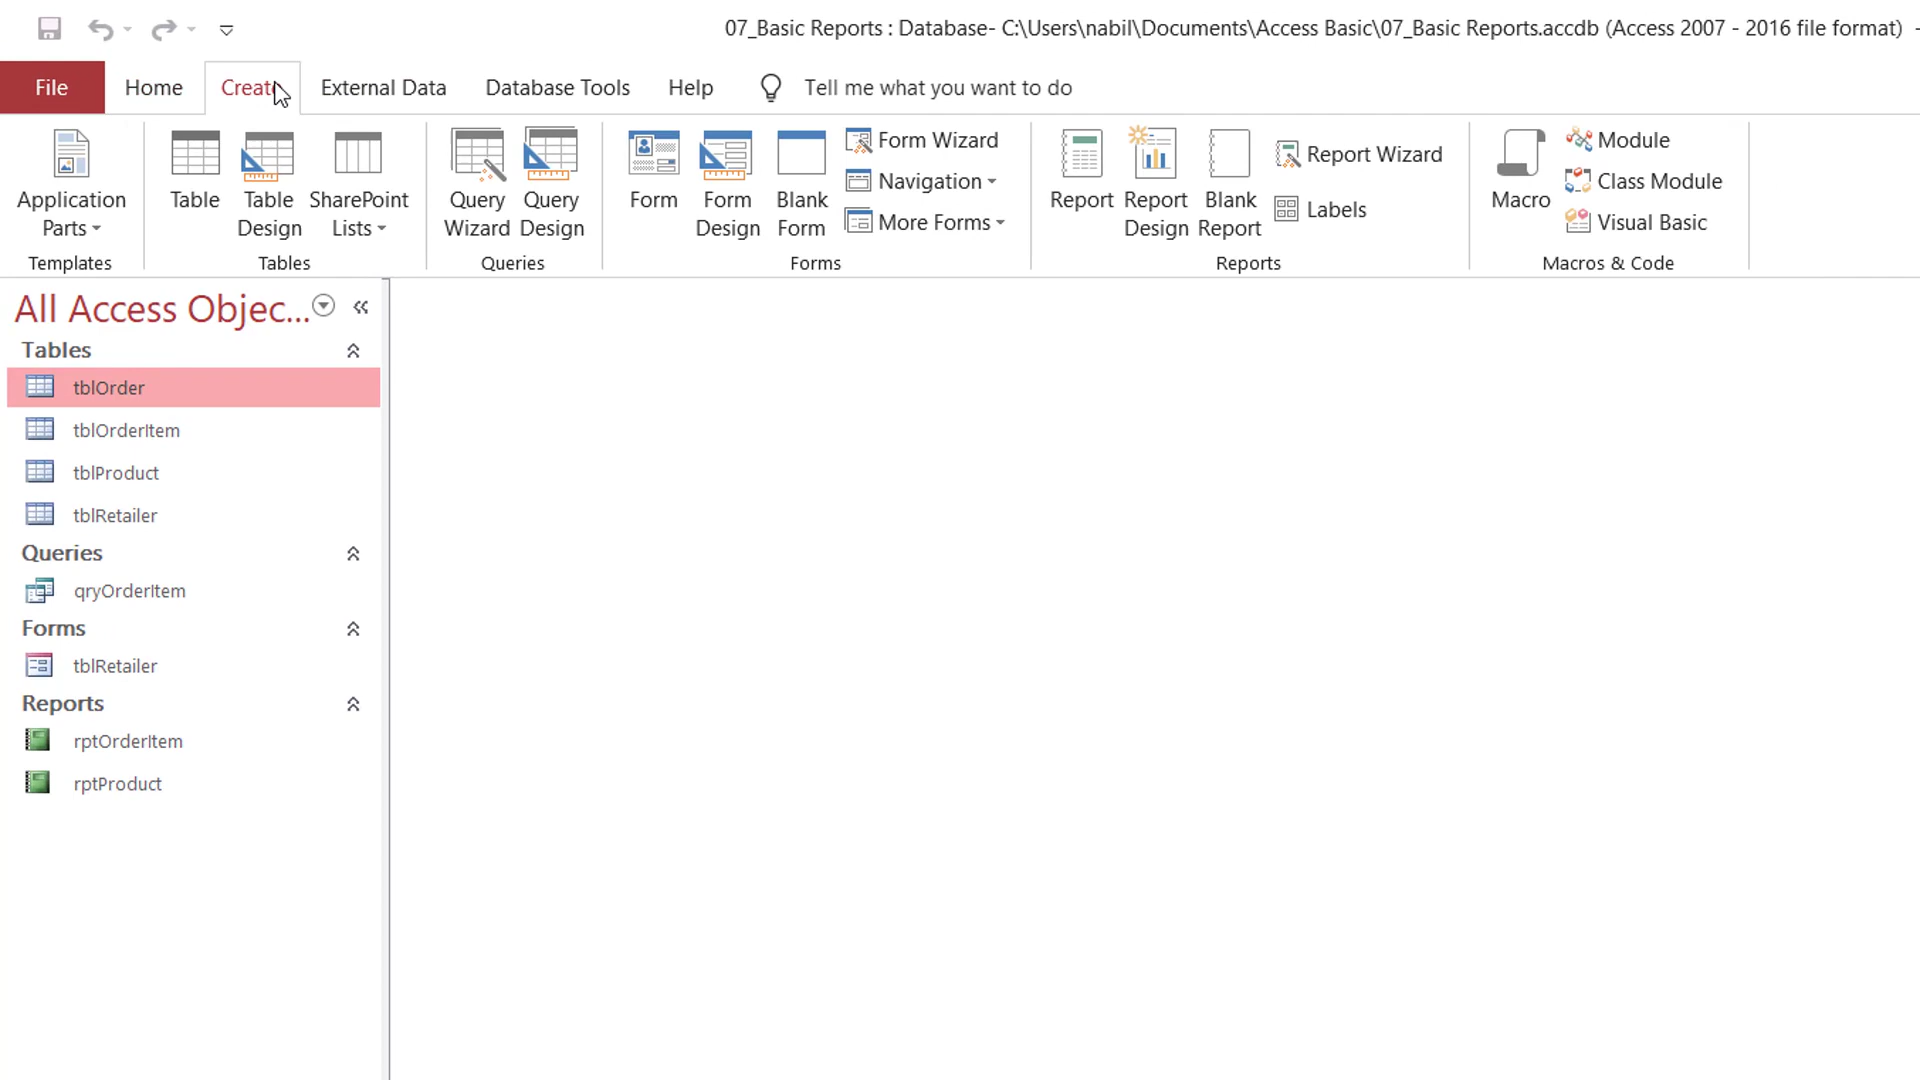 07_Basic Reports : Database- C:\Users\nabil\Documents\Access Basic\07_Basic Reports.accdb (Access 2007 - 2016 file format) -
File Home Create External Data Database Tools Help Tell me what you want to do
Application Parts
Templates
Table
Table Design
SharePoint Lists
Tables
Query Wizard
Query Design
Queries
Form
Form Design
Blank Form
Form Wizard
Navigation
More Forms
Forms
Report
Report Design
Blank Report
Report Wizard
Labels
Reports
Macro
Module
Class Module
Visual Basic
Macros & Code
All Access Objec...
Tables
tblOrder
tblOrderItem
tblProduct
tblRetailer
Queries
qryOrderItem
Forms
tblRetailer
Reports
rptOrderItem
rptProduct